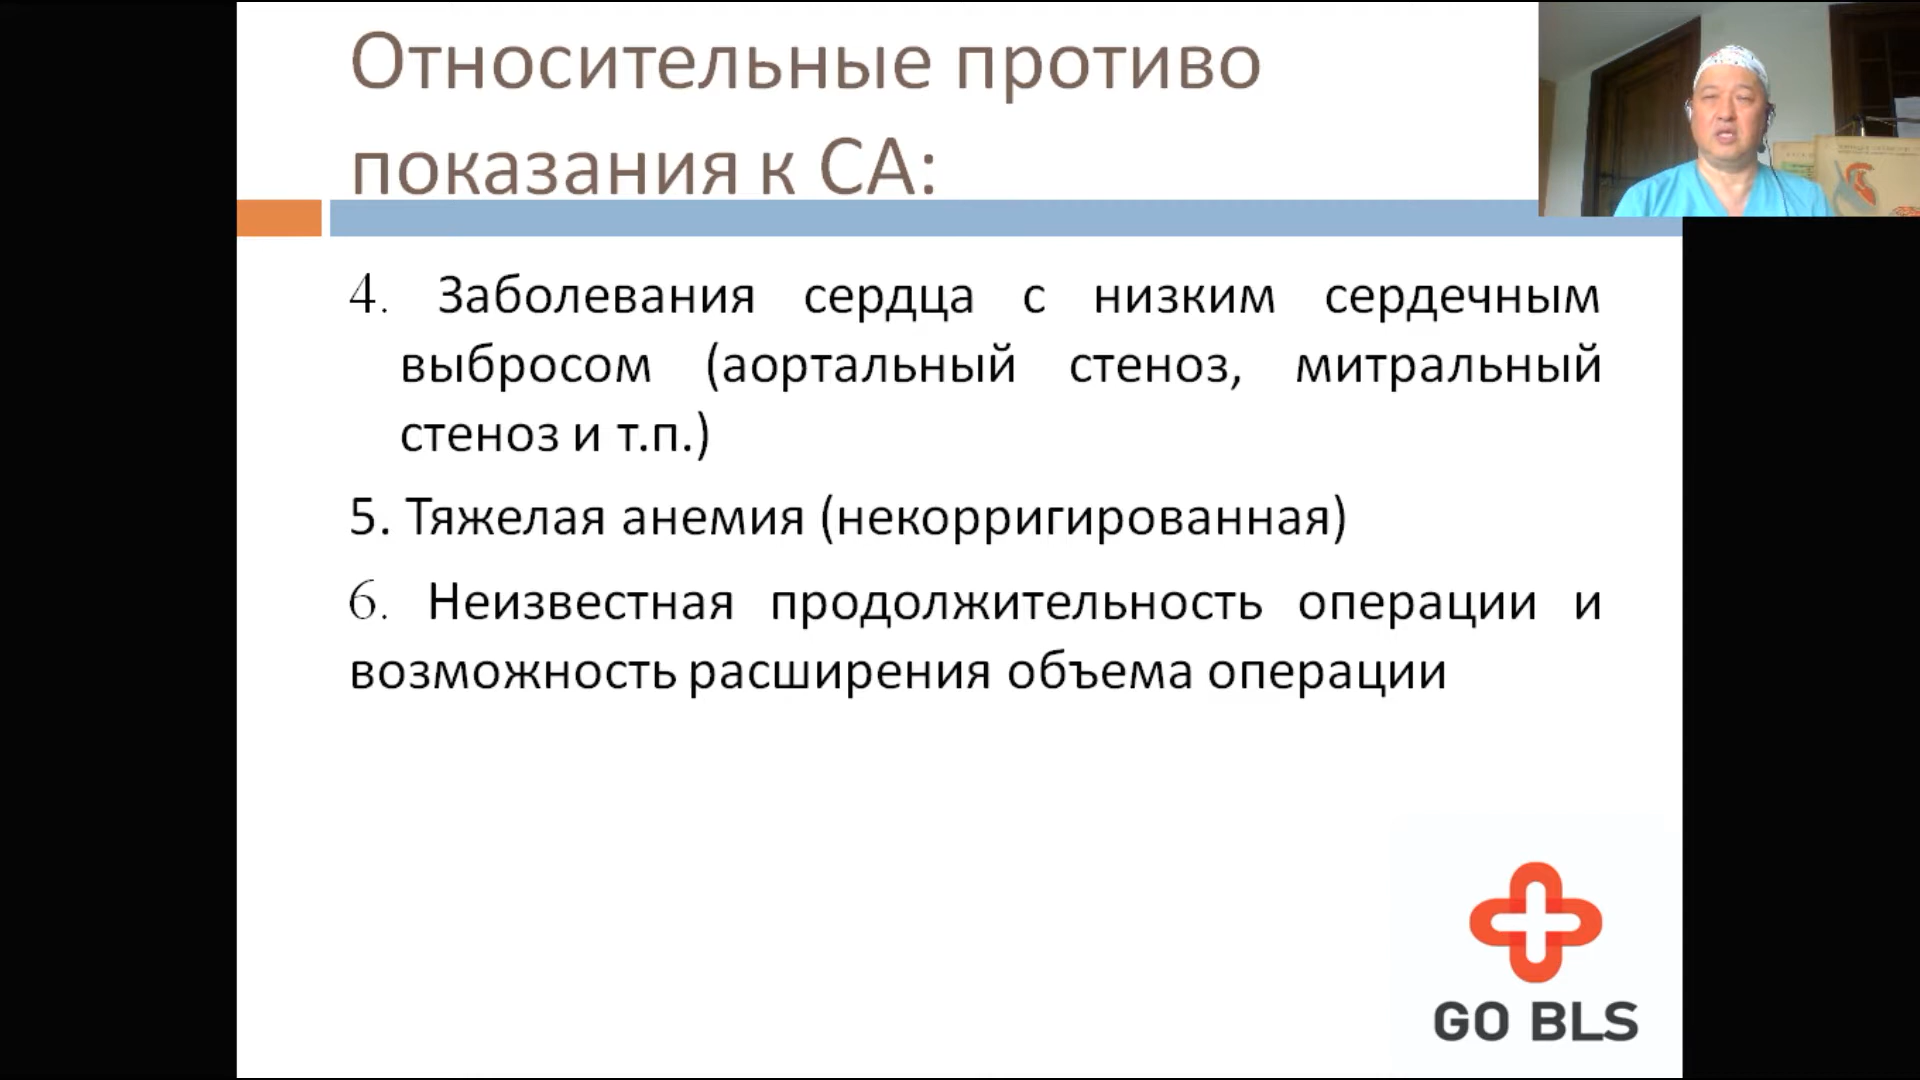 Относительные противо
показания к СА:
4. Заболевания сердца с низким сердечным
выбросом (аортальный стеноз, митральный
стеноз и т.п.)
5. Тяжелая анемия (некорригированная)
6. Неизвестная продолжительность операции и
возможность расширения объема операции
GO BLS